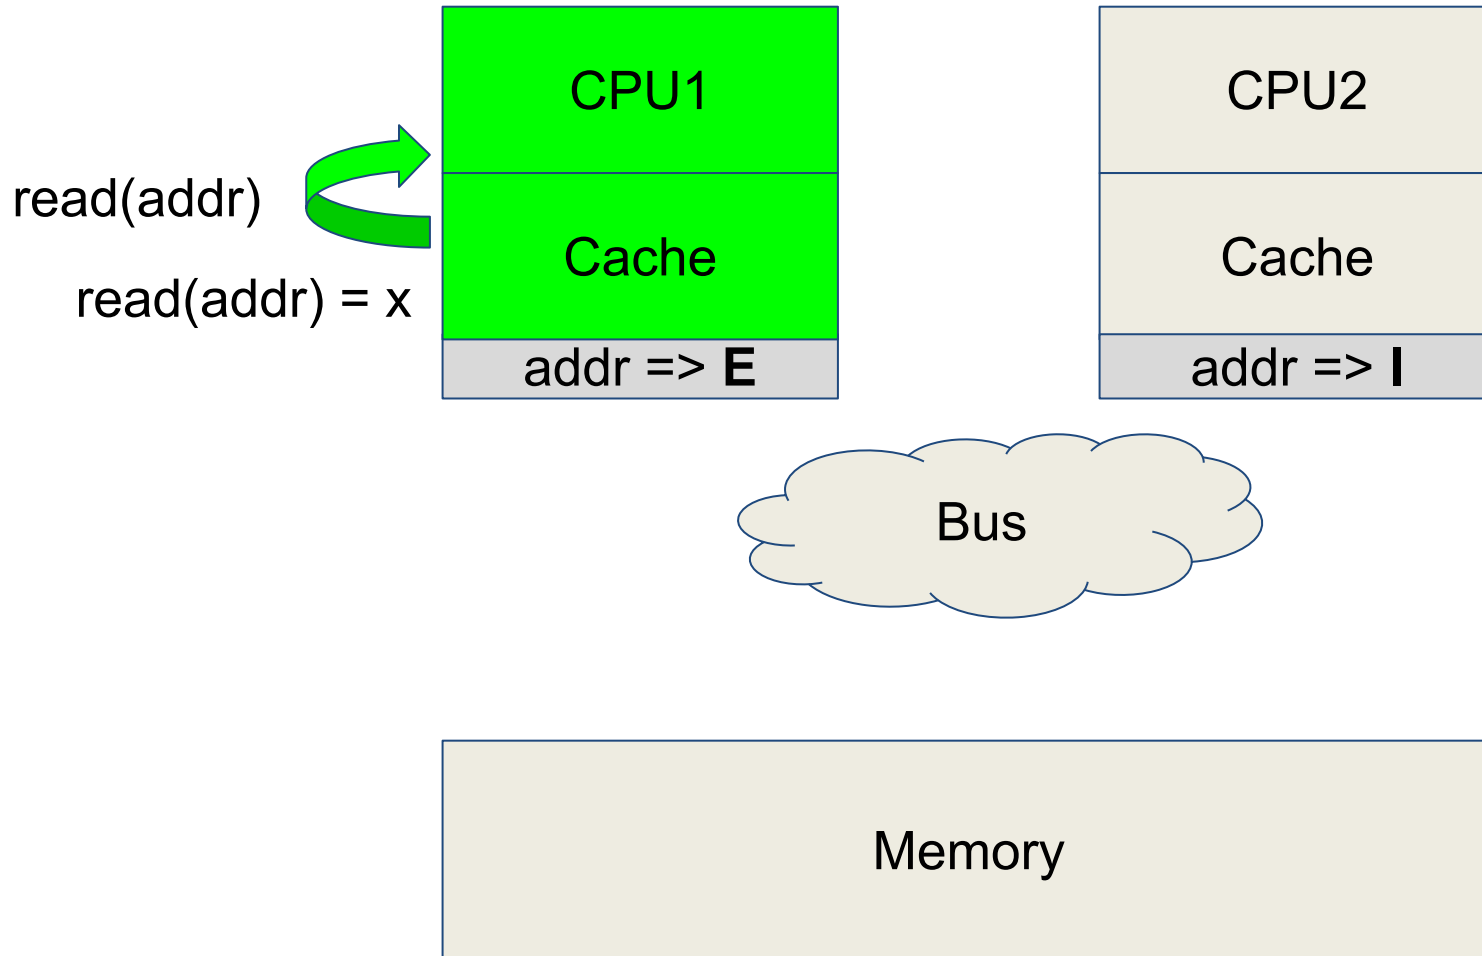 CPU1
CPU2
read(addr)
Cache
Cache
read(addr) = x
addr => E
addr => I
Bus
Memory